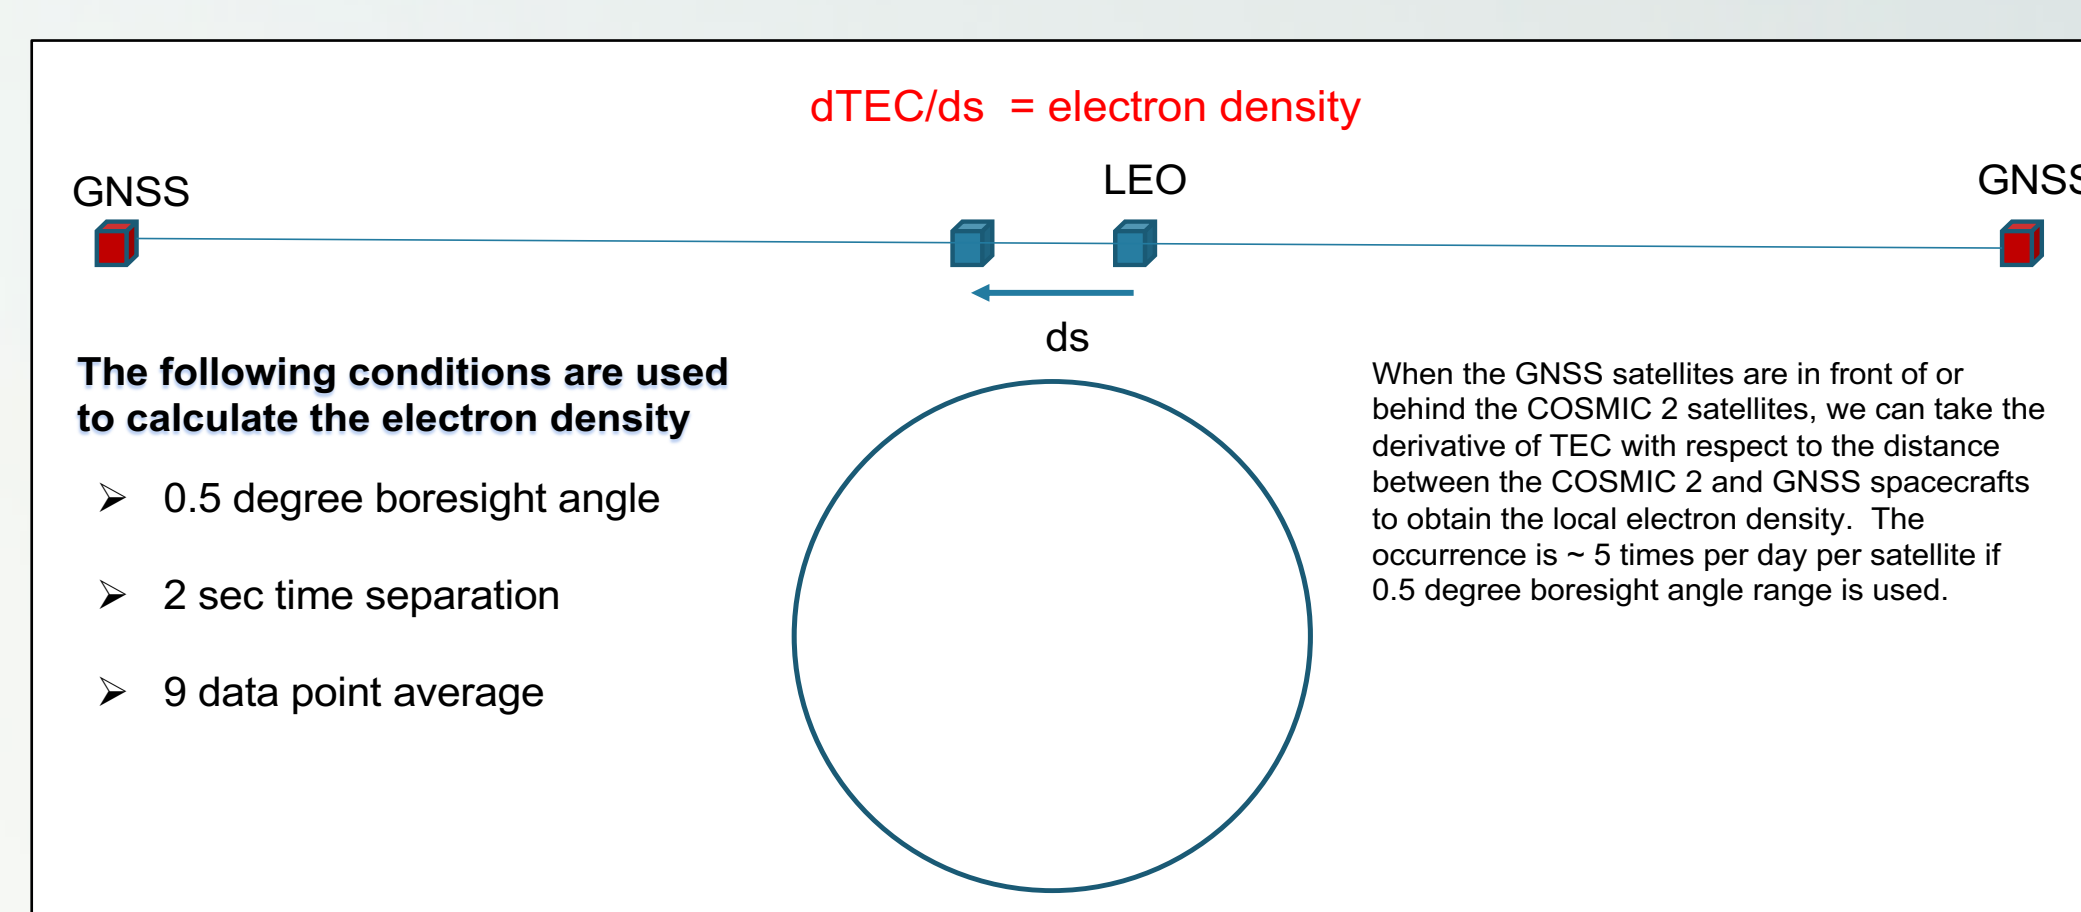 dTEC/ds = electron density
GNSS
LEO
GNSS
ds
The following conditions are used
to calculate the electron density
➢ 0.5 degree boresight angle
➢ 2 sec time separation
➢ 9 data point average
When the GNSS satellites are in front of or
behind the COSMIC 2 satellites, we can take the
derivative of TEC with respect to the distance
between the COSMIC 2 and GNSS spacecrafts
to obtain the local electron density. The
occurrence is ~ 5 times per day per satellite if
0.5 degree boresight angle range is used.